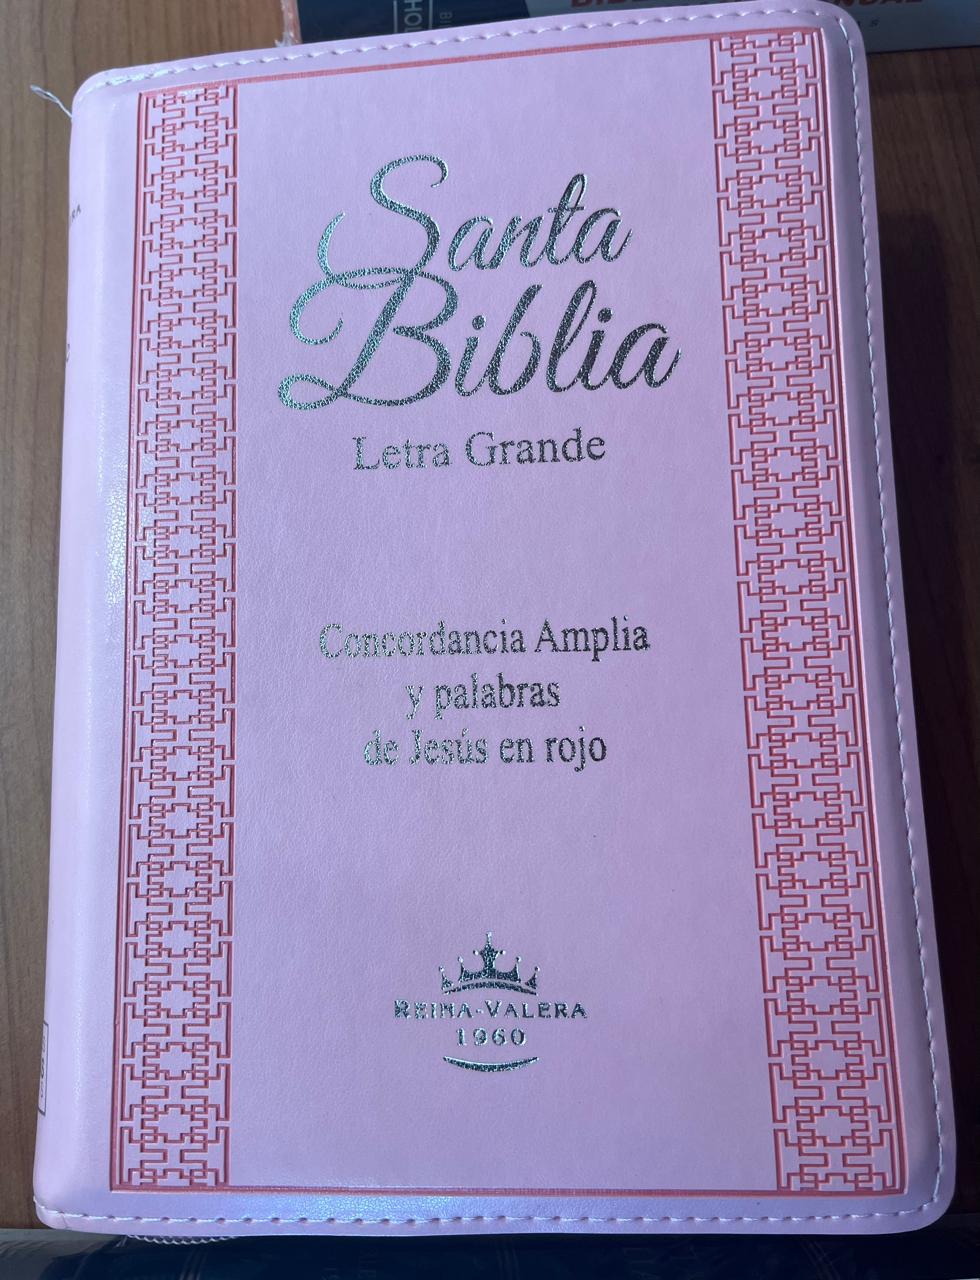 Santa
Biblia
Letra Grande
Concordancia Amplia
y palabras
de Jesús en rojo
REINA-VALERA
1960